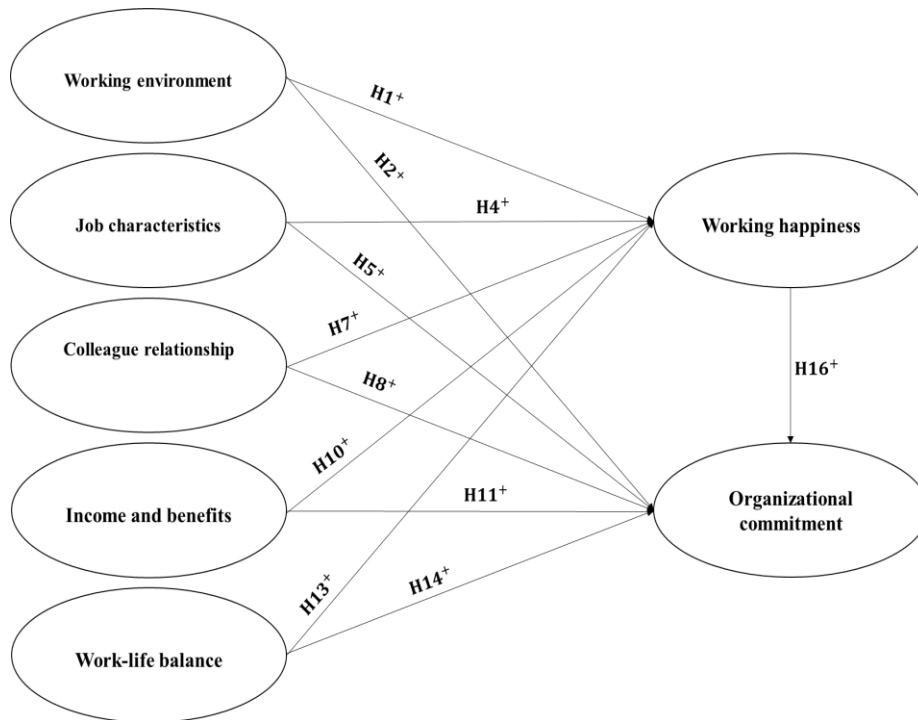 Working environment
H1+
H2+
Job characteristics
H4+
Working happiness
H5+
H7+
Colleague relationship
H8+
H16+
H10+
Income and benefits
H11+
Organizational
commitment
H13+
H14+
Work-life balance